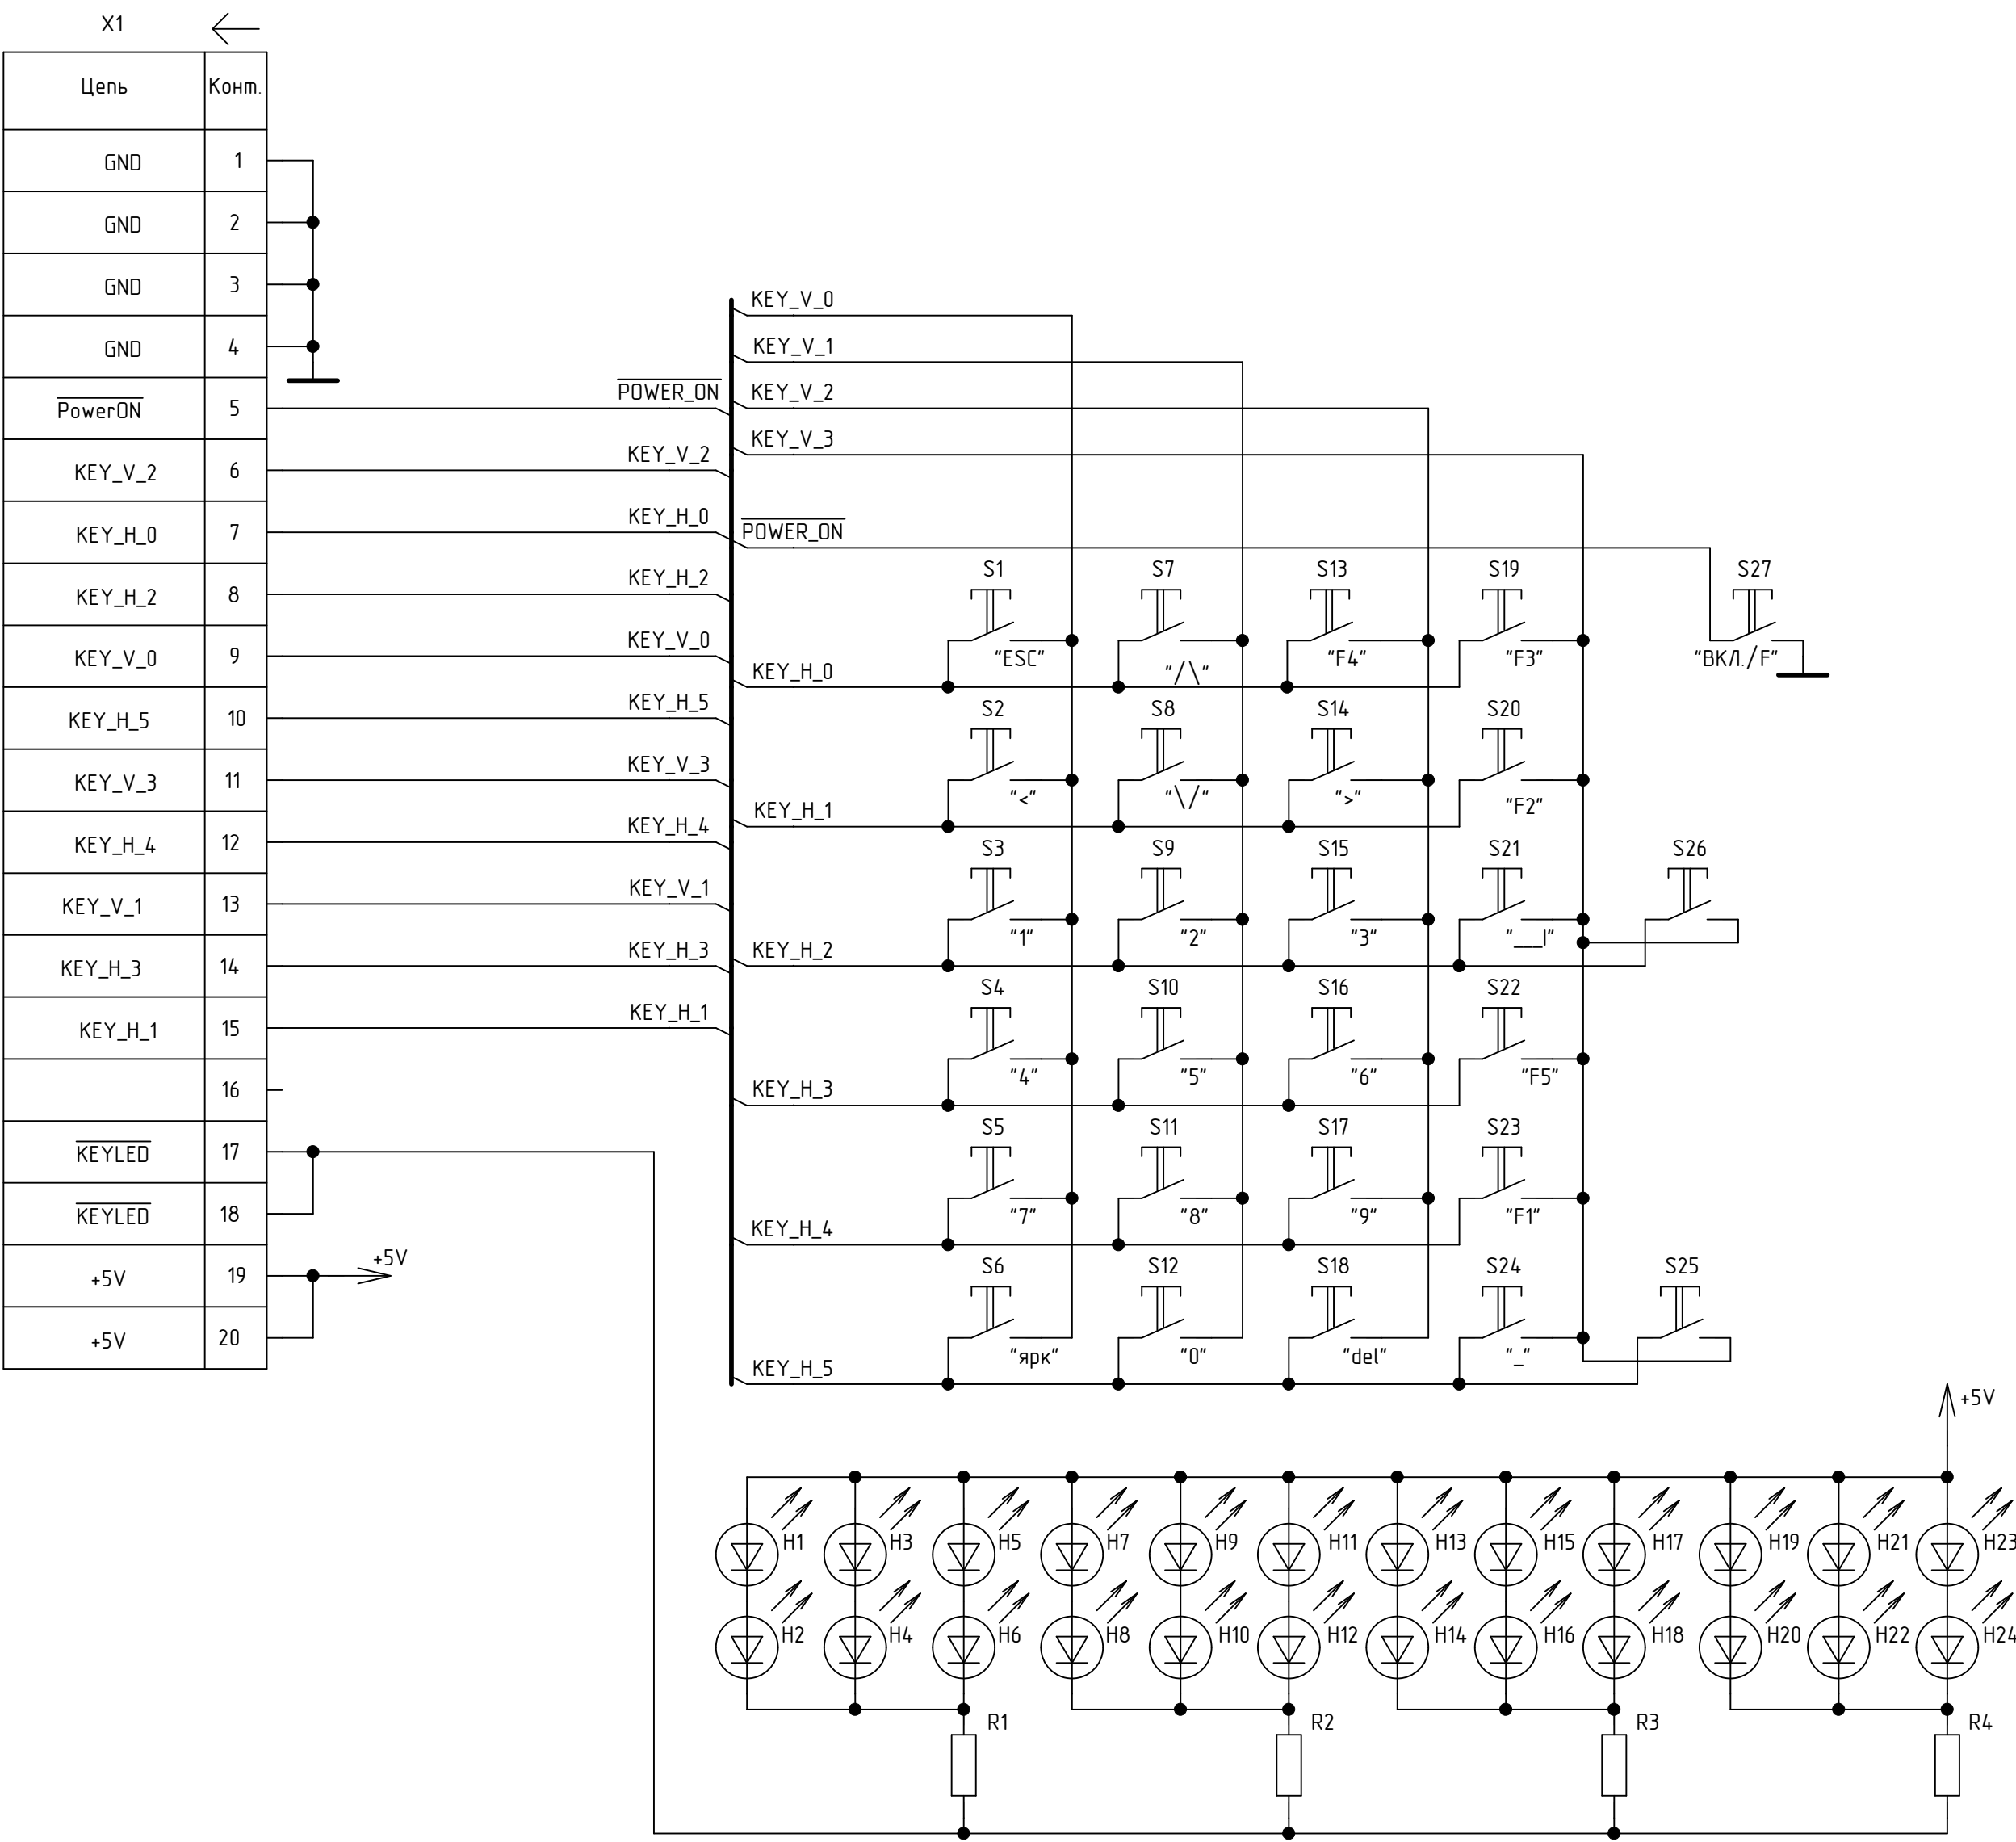 X1
Цепь Конт.
GND 1
GND 2
GND 3
GND 4
PowerON 5
KEY_V_2 6
KEY_H_0 7
KEY_H_2 8
KEY_V_0 9
KEY_H_5 10
KEY_V_3 11
KEY_H_4 12
KEY_V_1 13
KEY_H_3 14
KEY_H_1 15
16
KEYLED 17
KEYLED 18
+5V 19
+5V 20
+5V
POWER_ON
KEY_V_2
KEY_H_0
KEY_H_2
KEY_V_0
KEY_H_5
KEY_V_3
KEY_H_4
KEY_V_1
KEY_H_3
KEY_H_1
KEY_V_0
KEY_V_1
KEY_V_2
KEY_V_3
POWER_ON
S1 S7 S13 S19 S27
"ESC" "/\" "F4" "F3" "ВКЛ./F"
KEY_H_0
S2 S8 S14 S20
"<" "\/" ">" "F2"
KEY_H_1
S3 S9 S15 S21 S26
"1" "2" "3" "__I"
KEY_H_2
S4 S10 S16 S22
"4" "5" "6" "F5"
KEY_H_3
S5 S11 S17 S23
"7" "8" "9" "F1"
KEY_H_4
S6 S12 S18 S24 S25
"ярк" "0" "del" "_"
KEY_H_5
+5V
H1 H3 H5 H7 H9 H11 H13 H15 H17 H19 H21 H23
H2 H4 H6 H8 H10 H12 H14 H16 H18 H20 H22 H24
R1 R2 R3 R4